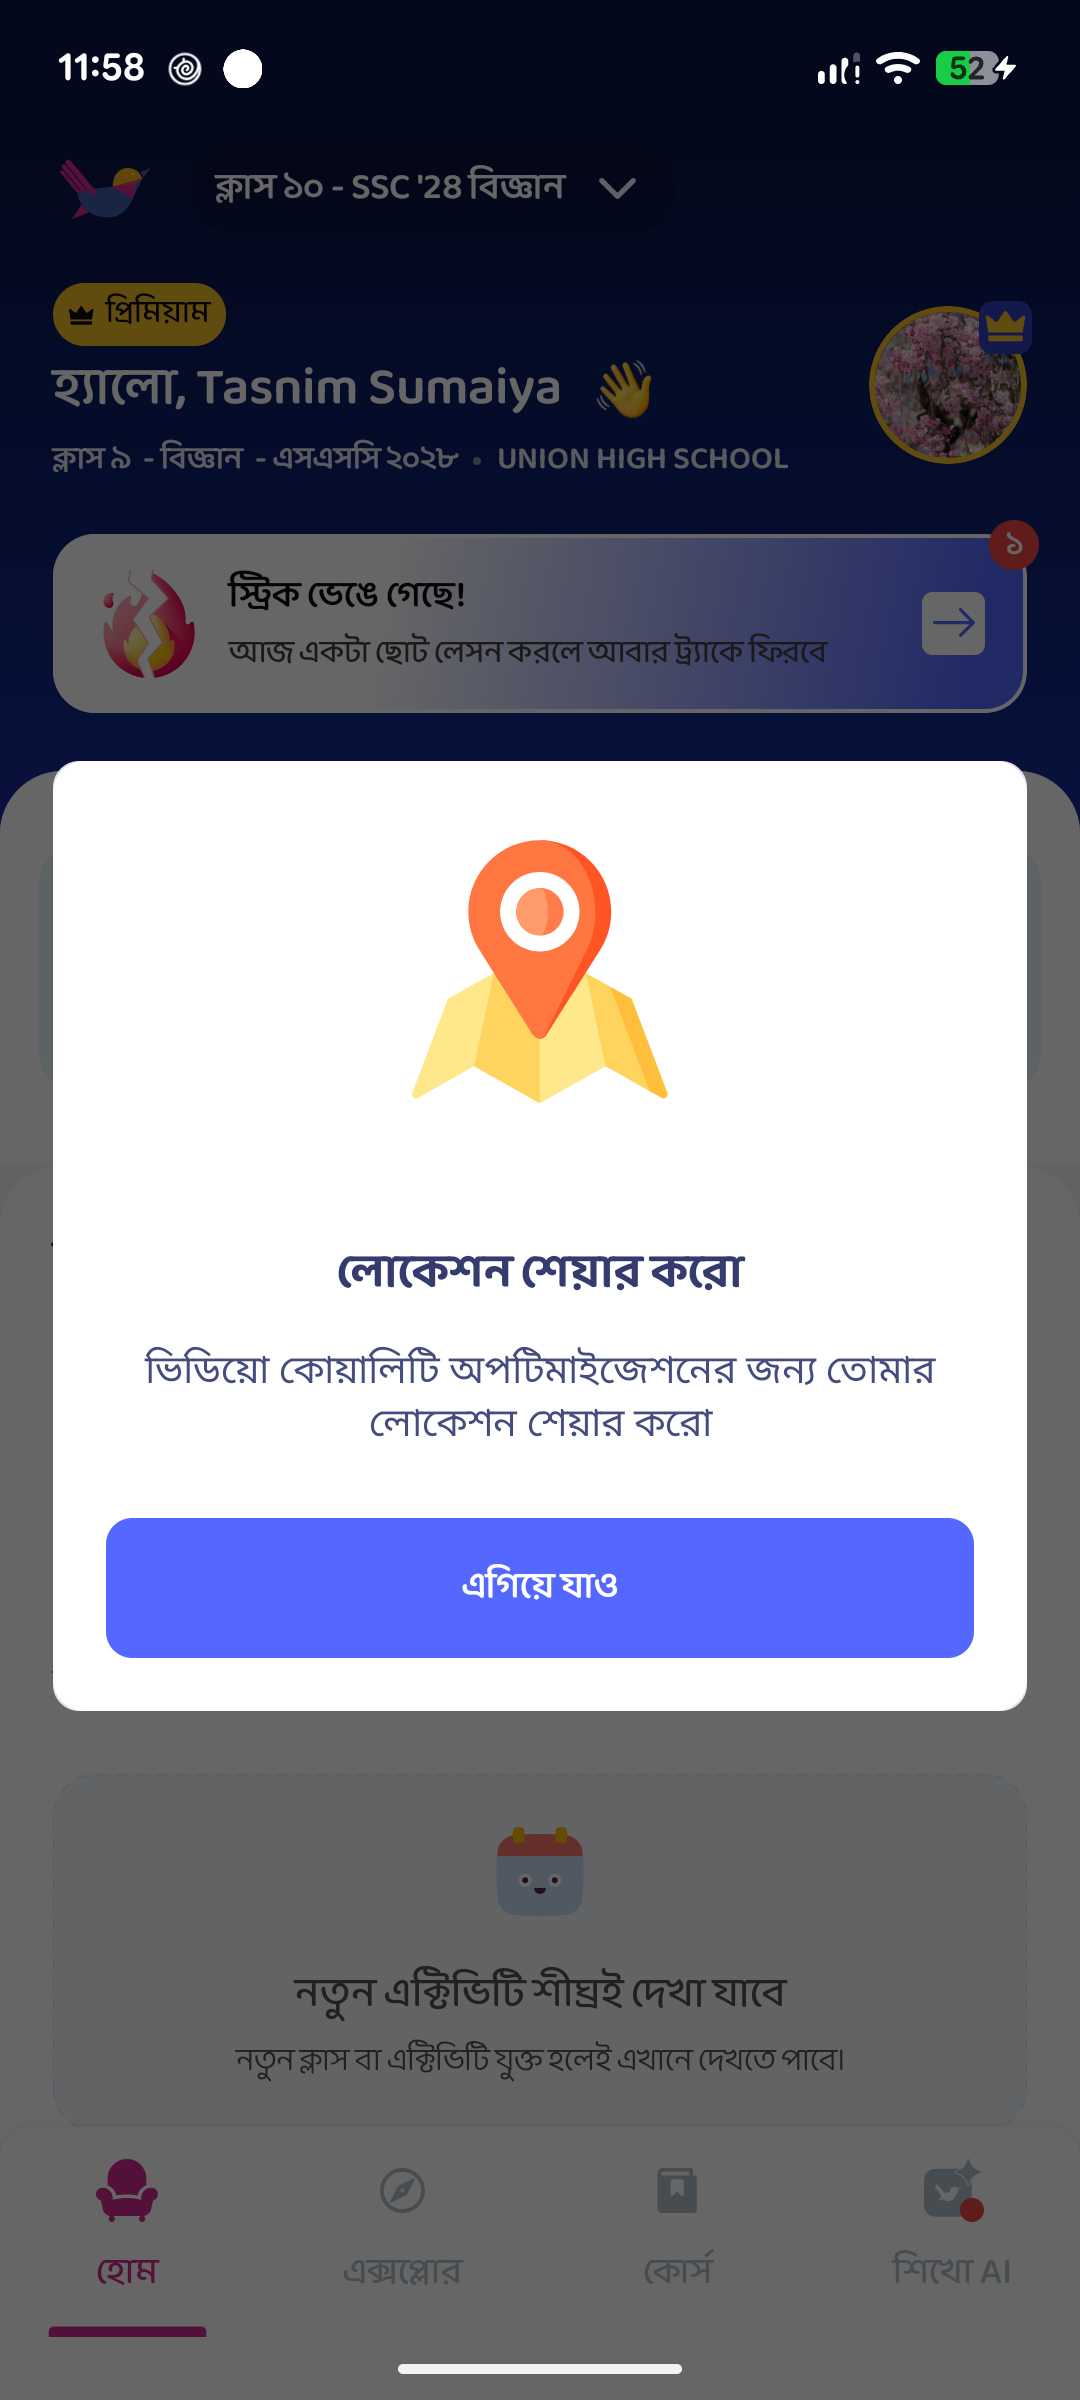 11:58
52
ক্লাস ১০ - SSC '28 বিজ্ঞান
প্রিমিয়াম
হ্যালো, Tasnim Sumaiya 👋
ক্লাস ৯ - বিজ্ঞান - এসএসসি ২০২৮ • UNION HIGH SCHOOL
১
স্ট্রিক ভেঙে গেছে!
আজ একটা ছোট লেসন করলে আবার ট্র্যাকে ফিরবে
লোকেশন শেয়ার করো
ভিডিয়ো কোয়ালিটি অপটিমাইজেশনের জন্য তোমার
লোকেশন শেয়ার করো
এগিয়ে যাও
নতুন এক্টিভিটি শীঘ্রই দেখা যাবে
নতুন ক্লাস বা এক্টিভিটি যুক্ত হলেই এখানে দেখতে পাবে।
হোম
এক্সপ্লোর
কোর্স
শিখো AI